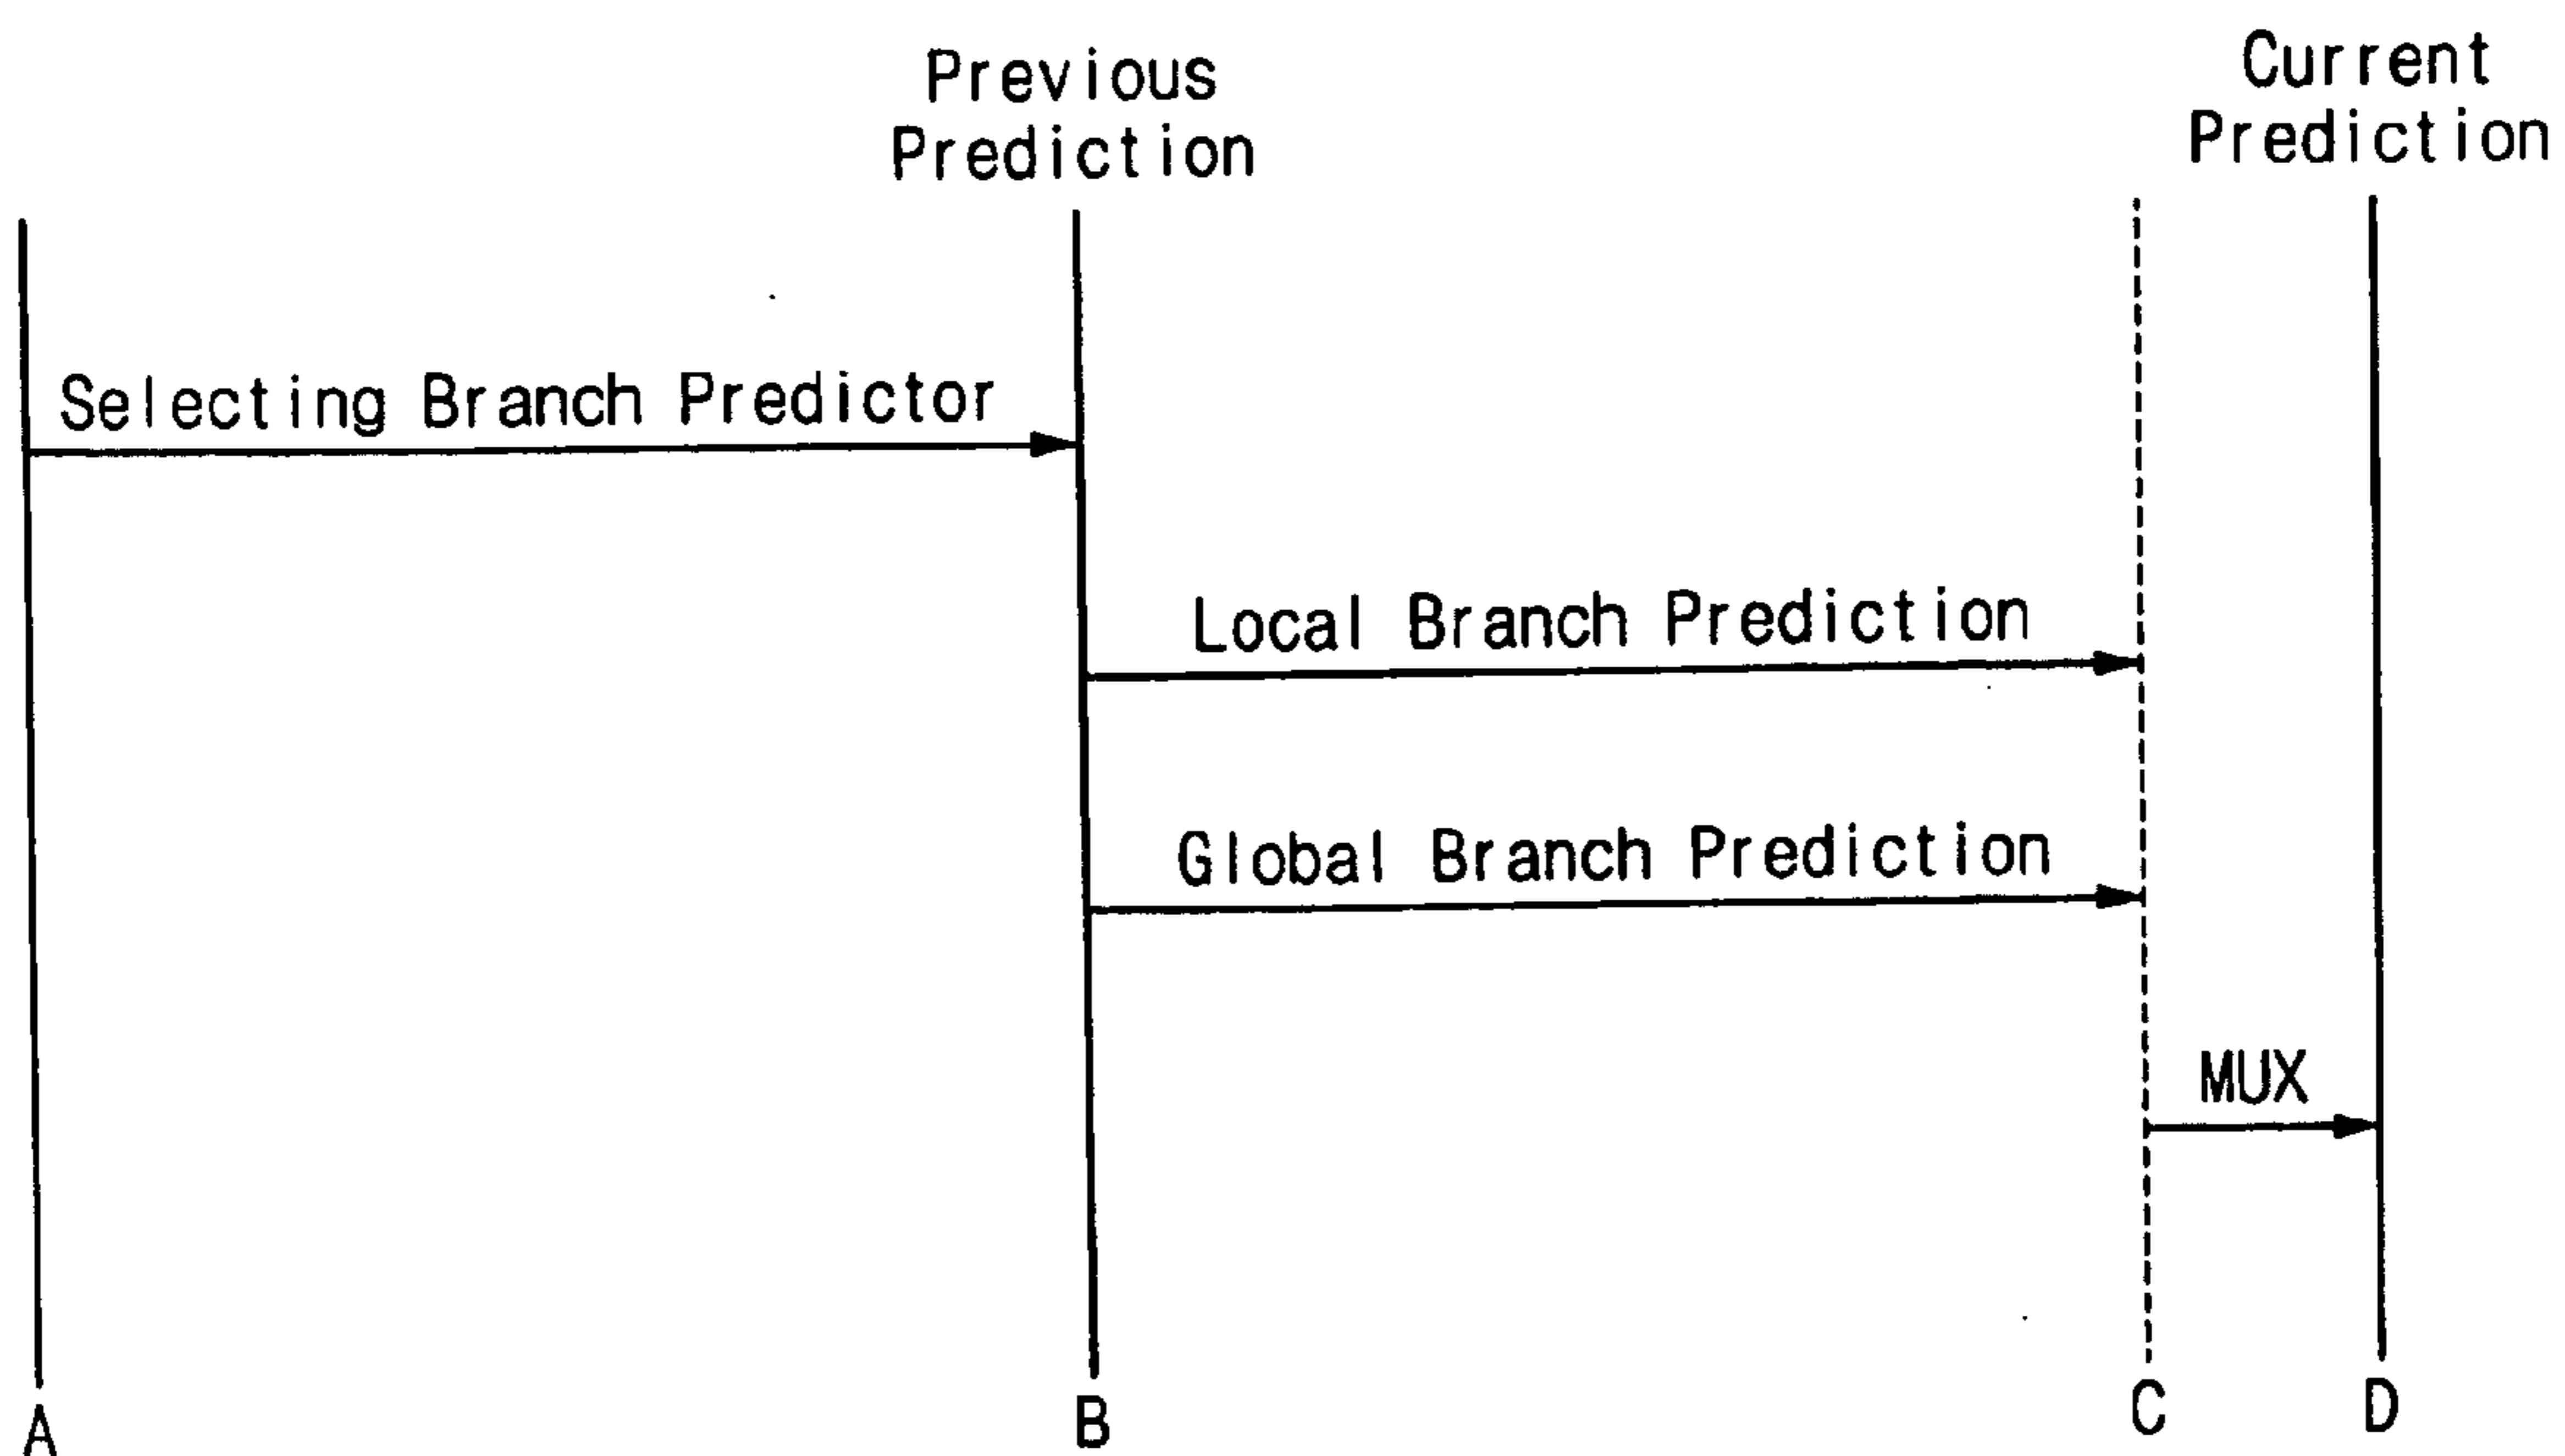 Previous
Prediction
Current
Prediction
Selecting Branch Predictor
Local Branch Prediction
Global Branch Prediction
MUX
A
B
C
D